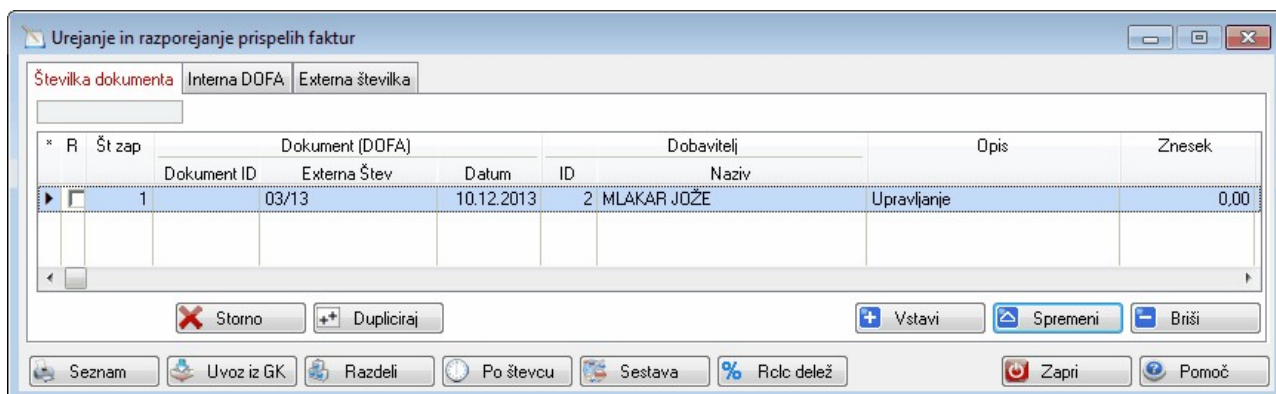 Urejanje in razporejanje prispelih faktur
Številka dokumenta Interna DOFA Externa številka
* R Št zap Dokument (DOFA) Dobavitelj Opis Znesek
Dokument ID Externa Štev Datum ID Naziv
1 03/13 10.12.2013 2 MLAKAR JOŽE Upravljanje 0,00
Storno Dupliciraj Vstavi Spremeni Briši
Seznam Uvoz iz GK Razdeli Po števcu Sestava % Rclc delež Zapri Pomoč